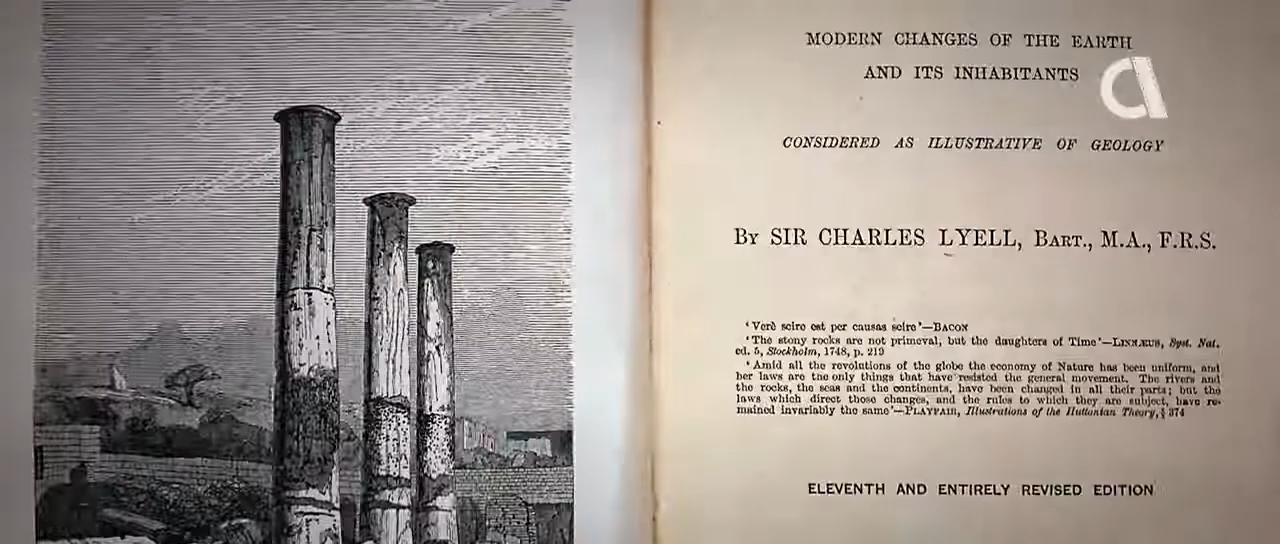 MODERN CHANGES OF THE EARTH
AND ITS INHABITANTS
CONSIDERED AS ILLUSTRATIVE OF GEOLOGY
BY SIR CHARLES LYELL, BART., M.A., F.R.S.
'Verè scire est per causas scire'—BACON
'The stony rocks are not primeval, but the daughters of Time'—LINNÆUS, Syst. Nat.
ed. 5, Stockholm, 1748, p. 219
'Amid all the revolutions of the globe the economy of Nature has been uniform, and
her laws are the only things that have resisted the general movement. The rivers and
the rocks, the seas and the continents, have been changed in all their parts; but the
laws which direct those changes, and the rules to which they are subject, have re-
mained invariably the same'—PLAYFAIR, Illustrations of the Huttonian Theory, § 374
ELEVENTH AND ENTIRELY REVISED EDITION